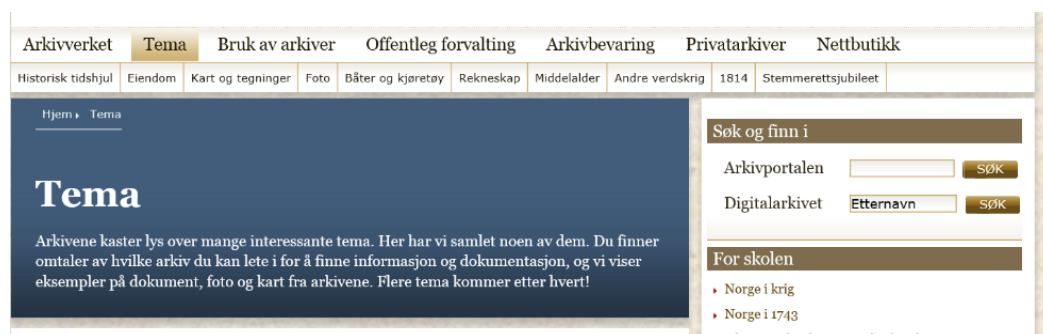 Arkivverket Tema Bruk av arkiver Offentleg forvalting Arkivbevaring Privatarkiver Nettbutikk
Historisk tidshjul Eiendom Kart og tegninger Foto Båter og kjøretøy Rekneskap Middelalder Andre verdskrig 1814 Stemmerettsjubileet
Hjem Tema
Tema
Arkivene kaster lys over mange interessante tema. Her har vi samlet noen av dem. Du finner
omtaler av hvilke arkiv du kan lete i for å finne informasjon og dokumentasjon, og vi viser
eksempler på dokument, foto og kart fra arkivene. Flere tema kommer etter hvert!
Søk og finn i
Arkivportalen SØK
Digitalarkivet Etternavn SØK
For skolen
Norge i krig
Norge i 1743